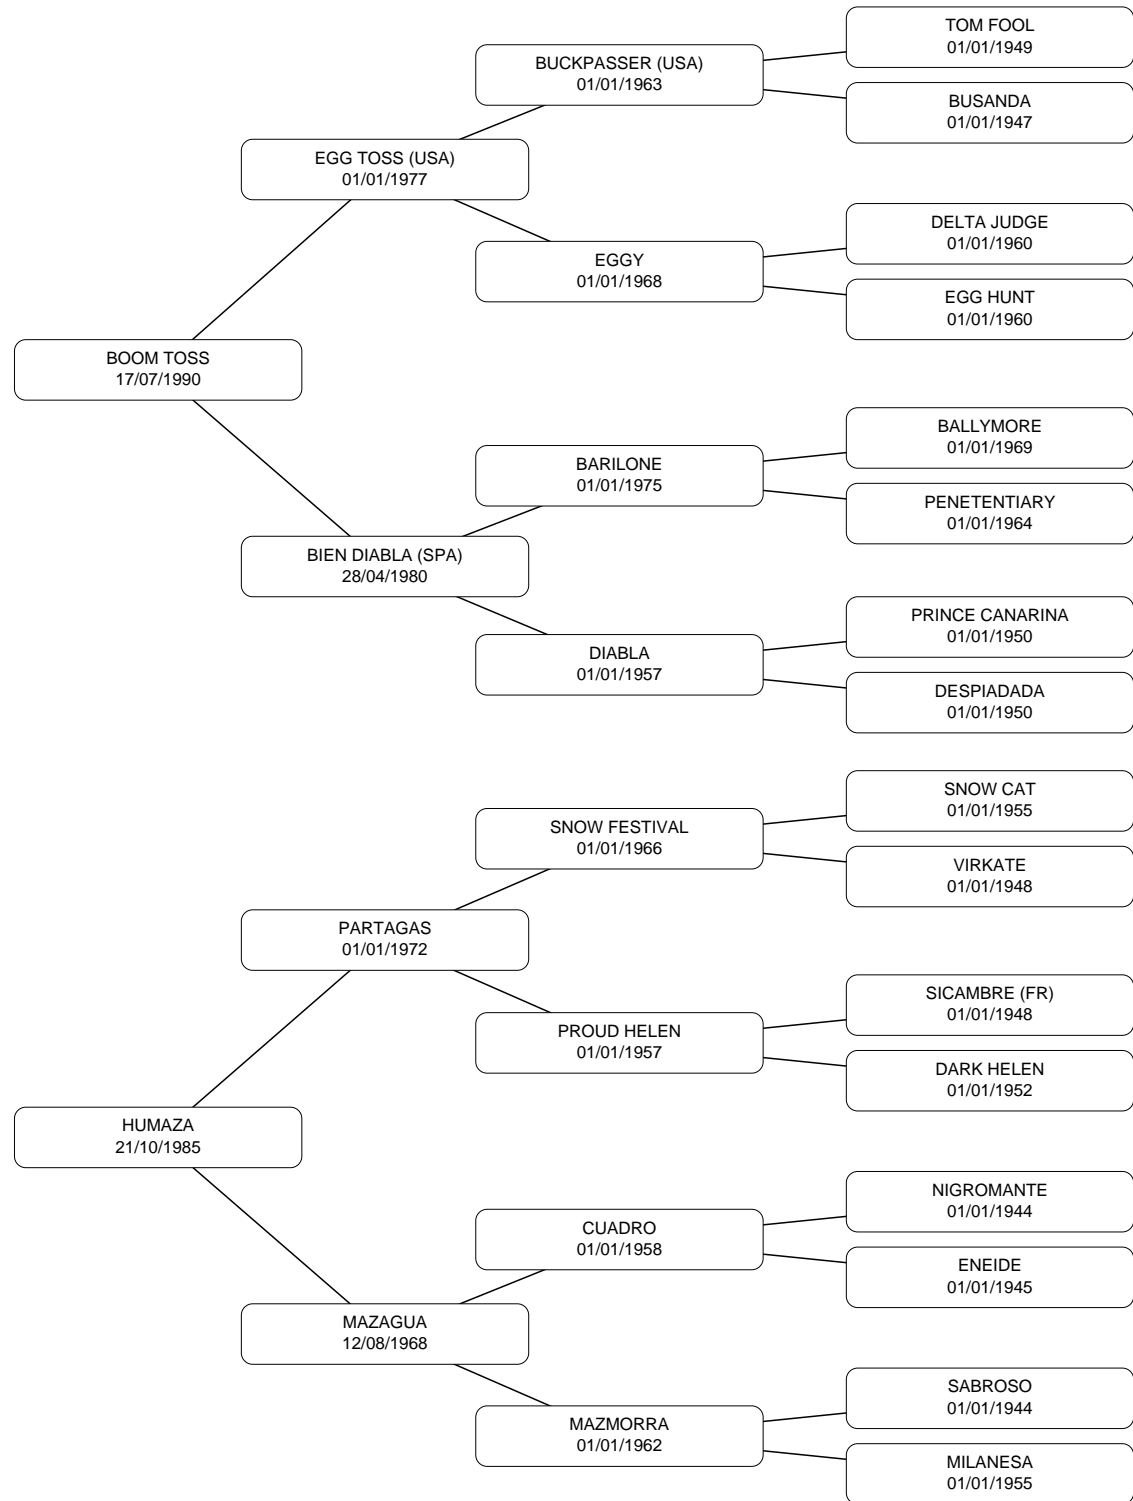 TOM FOOL
01/01/1949
BUCKPASSER (USA)
01/01/1963
BUSANDA
01/01/1947
EGG TOSS (USA)
01/01/1977
DELTA JUDGE
01/01/1960
EGGY
01/01/1968
EGG HUNT
01/01/1960
BOOM TOSS
17/07/1990
BALLYMORE
01/01/1969
BARILONE
01/01/1975
PENETENTIARY
01/01/1964
BIEN DIABLA (SPA)
28/04/1980
PRINCE CANARINA
01/01/1950
DIABLA
01/01/1957
DESPIADADA
01/01/1950
SNOW CAT
01/01/1955
SNOW FESTIVAL
01/01/1966
VIRKATE
01/01/1948
PARTAGAS
01/01/1972
SICAMBRE (FR)
01/01/1948
PROUD HELEN
01/01/1957
DARK HELEN
01/01/1952
HUMAZA
21/10/1985
NIGROMANTE
01/01/1944
CUADRO
01/01/1958
ENEIDE
01/01/1945
MAZAGUA
12/08/1968
SABROSO
01/01/1944
MAZMORRA
01/01/1962
MILANESA
01/01/1955